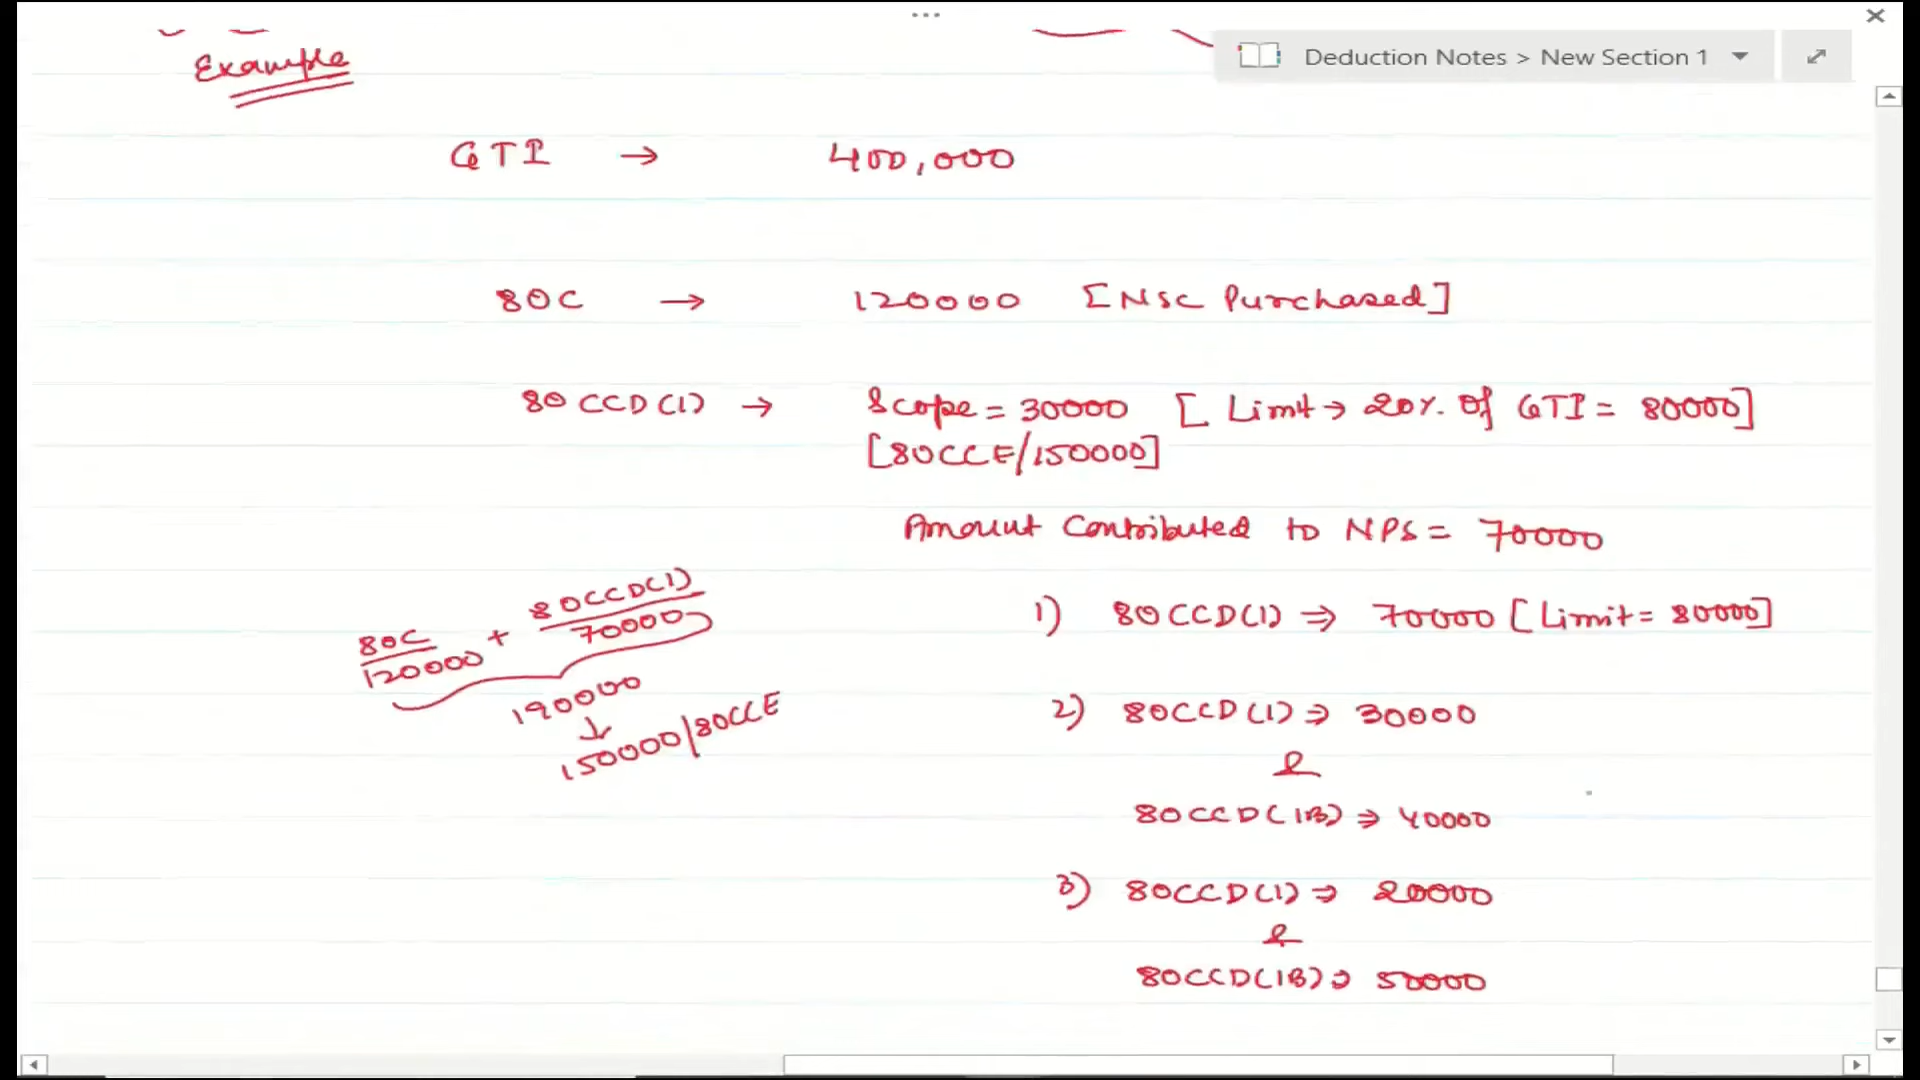 Deduction Notes > New Section 1
Example
GTI → 400,000
80C → 120000 [NSC Purchased]
80CCD(1) → Scope = 30000 [Limit → 20% of GTI = 80000]
[80CCE/150000]
Amount Contributed to NPS = 70000
1) 80CCD(1) ⇒ 70000 [Limit = 80000]
2) 80CCD(1) ⇒ 30000
&
80CCD(1B) ⇒ 40000
3) 80CCD(1) ⇒ 20000
&
80CCD(1B) ⇒ 50000
80C + 80CCD(1)
120000 70000
190000
↓
150000/80CCE